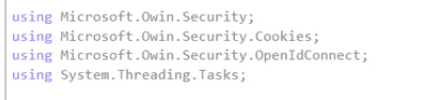 using Microsoft.Owin.Security;
using Microsoft.Owin.Security.Cookies;
using Microsoft.Owin.Security.OpenIdConnect;
using System.Threading.Tasks;